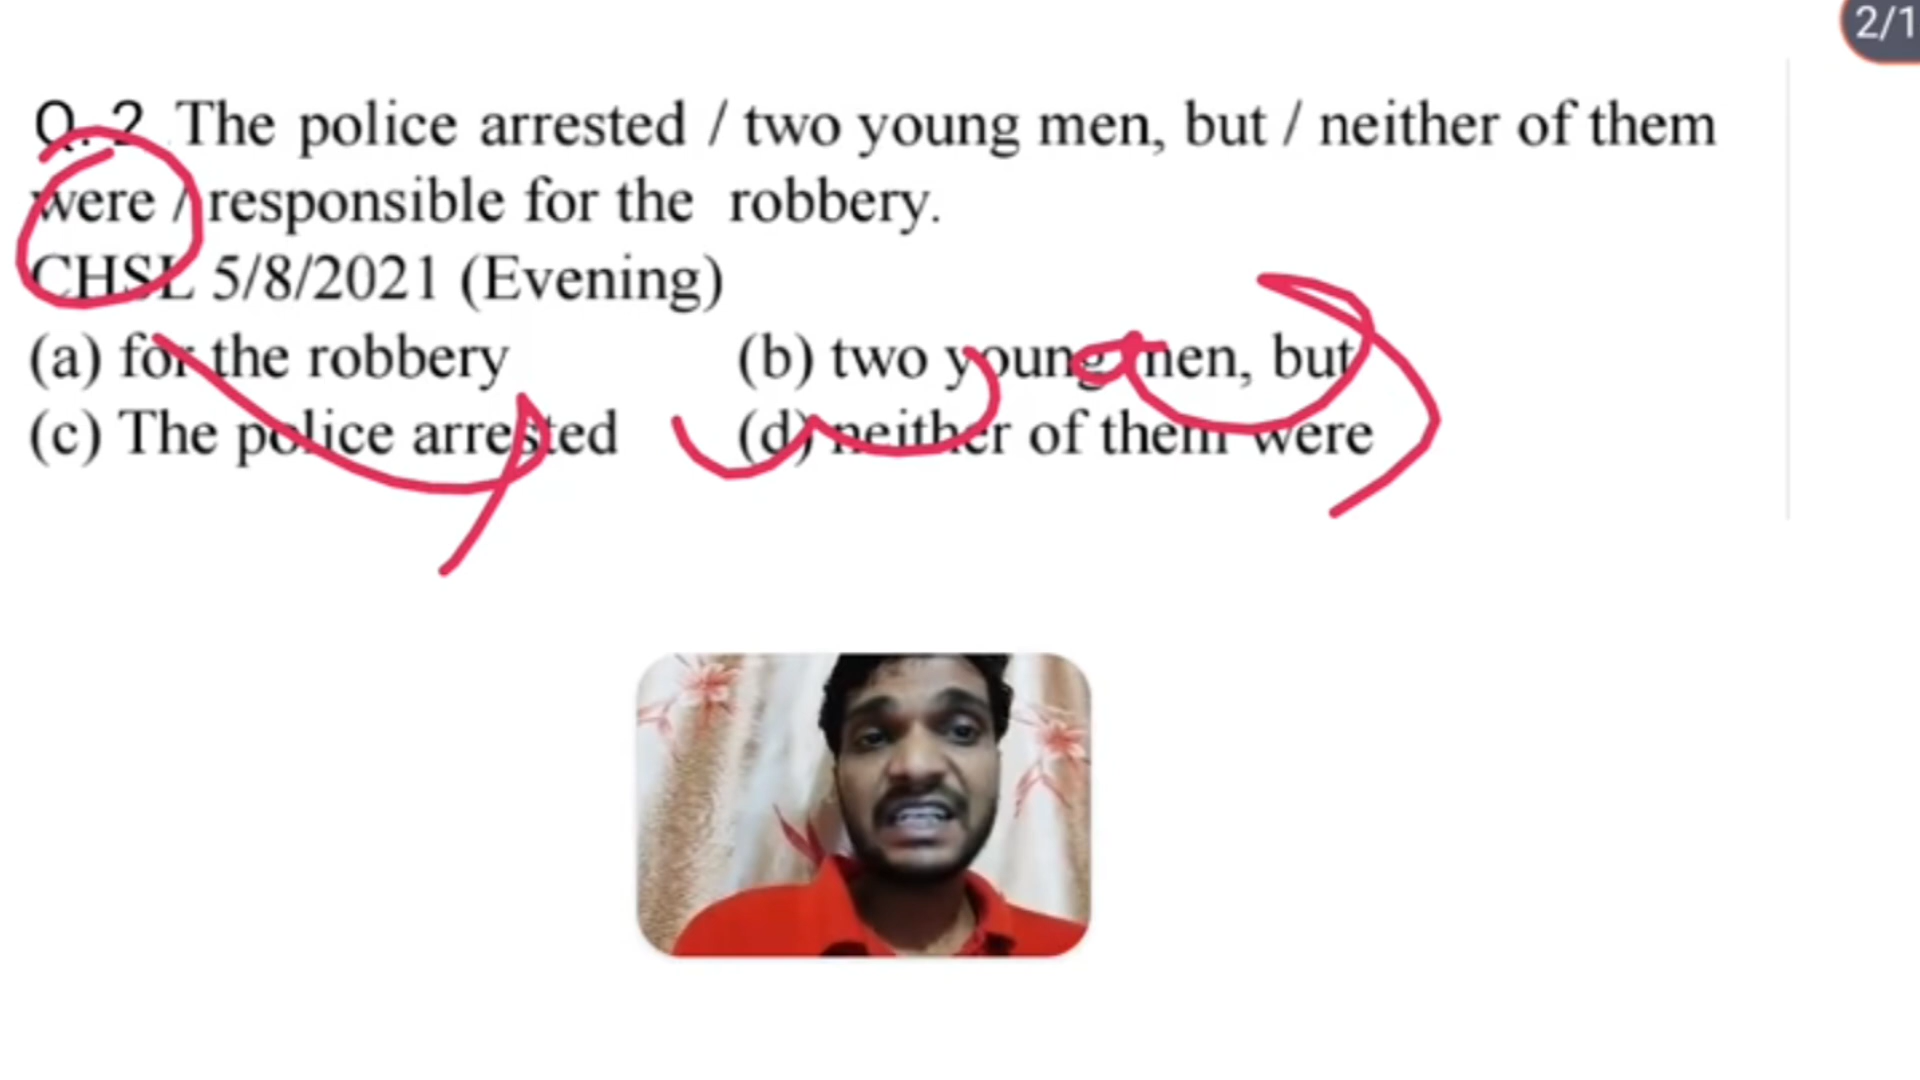 2/1
Q. 2 The police arrested / two young men, but / neither of them
were / responsible for the robbery.
CHSL 5/8/2021 (Evening)
(a) for the robbery (b) two young men, but
(c) The police arrested (d) neither of them were